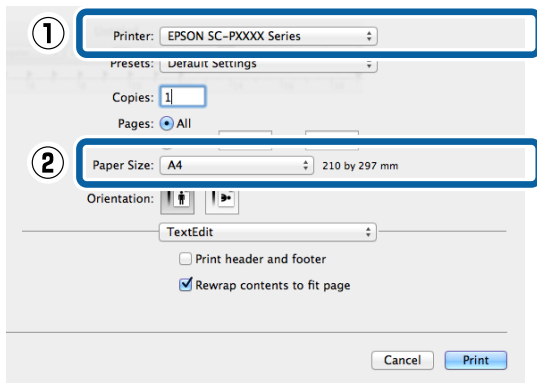 1
Printer: EPSON SC-PXXXX Series
Presets: Default Settings
Copies: 1
Pages: All
2
Paper Size: A4 210 by 297 mm
Orientation:
TextEdit
Print header and footer
Rewrap contents to fit page
Cancel Print